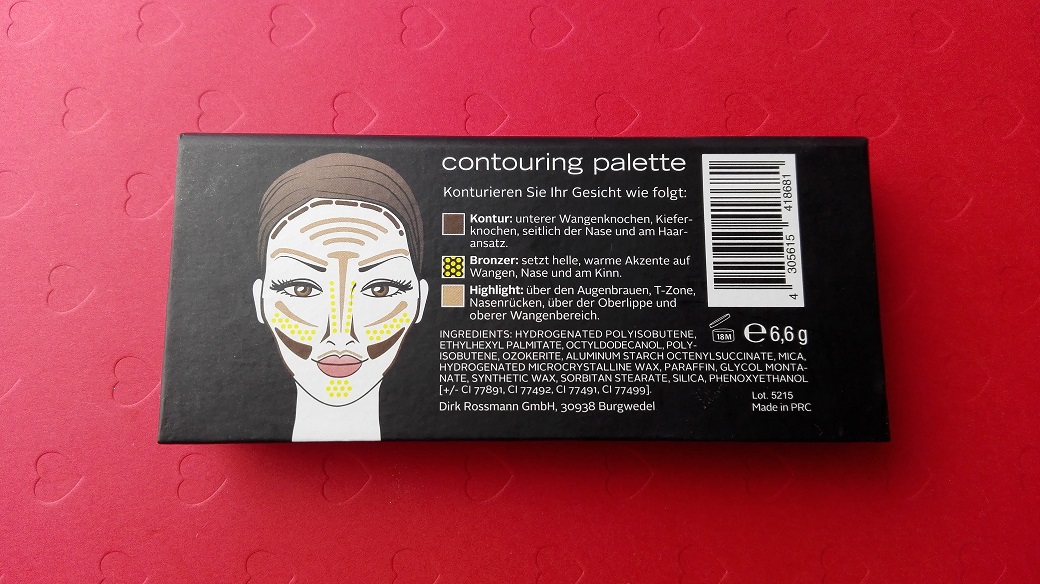 contouring palette
Konturieren Sie Ihr Gesicht wie folgt:
Kontur: unterer Wangenknochen, Kiefer-
knochen, seitlich der Nase und am Haar-
ansatz.
Bronzer: setzt helle, warme Akzente auf
Wangen, Nase und am Kinn.
Highlight: über den Augenbrauen, T-Zone,
Nasenrücken, über der Oberlippe und
oberer Wangenbereich.
INGREDIENTS: HYDROGENATED POLYISOBUTENE,
ETHYLHEXYL PALMITATE, OCTYLDODECANOL, POLY-
ISOBUTENE, OZOKERITE, ALUMINUM STARCH OCTENYLSUCCINATE, MICA,
HYDROGENATED MICROCRYSTALLINE WAX, PARAFFIN, GLYCOL MONTA-
NATE, SYNTHETIC WAX, SORBITAN STEARATE, SILICA, PHENOXYETHANOL
[+/- CI 77891, CI 77492, CI 77491, CI 77499].
Dirk Rossmann GmbH, 30938 Burgwedel
4 305615 418681
18M
℮ 6,6 g
Lot. 5215
Made in PRC